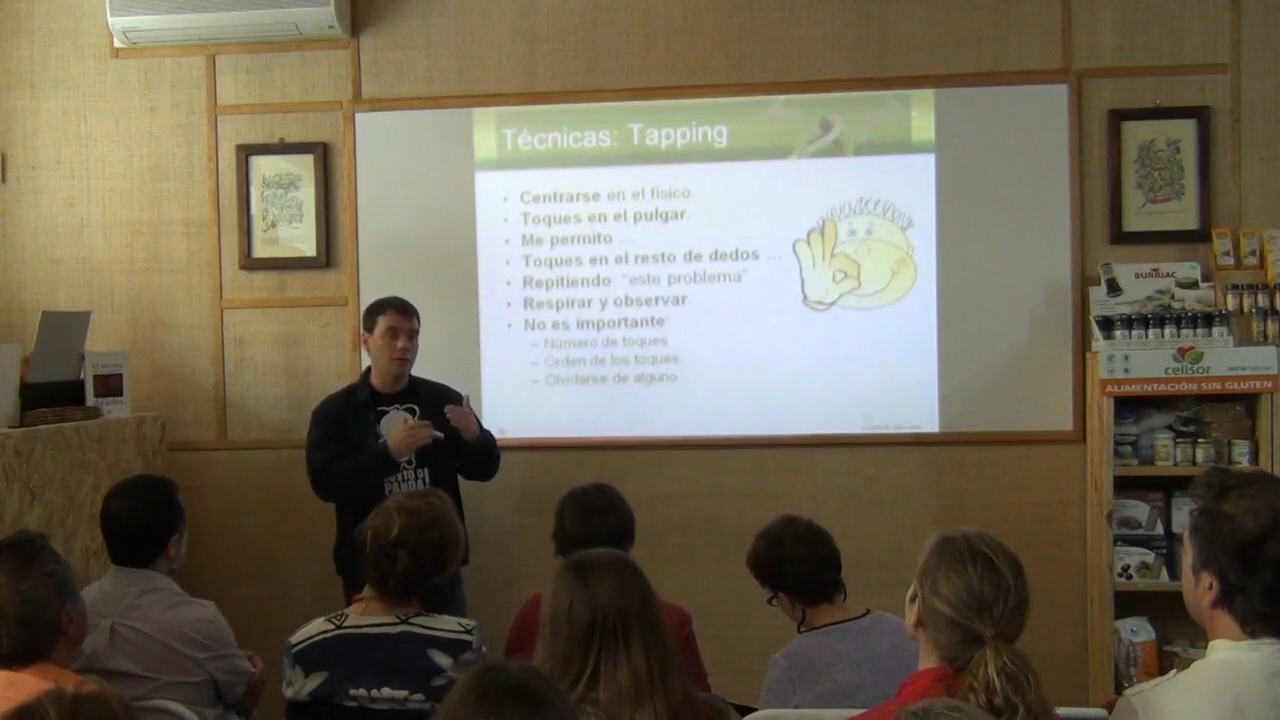 Técnicas: Tapping
• Centrarse en el físico.
• Toques en el pulgar.
• Me permito ...
• Toques en el resto de dedos ...
• Repitiendo: "este problema"
• Respirar y observar.
• No es importante:
– Número de toques
– Orden de los toques
– Olvidarse de alguno
BURRIAC
celisor
ALIMENTACIÓN SIN GLUTEN
PANDA!